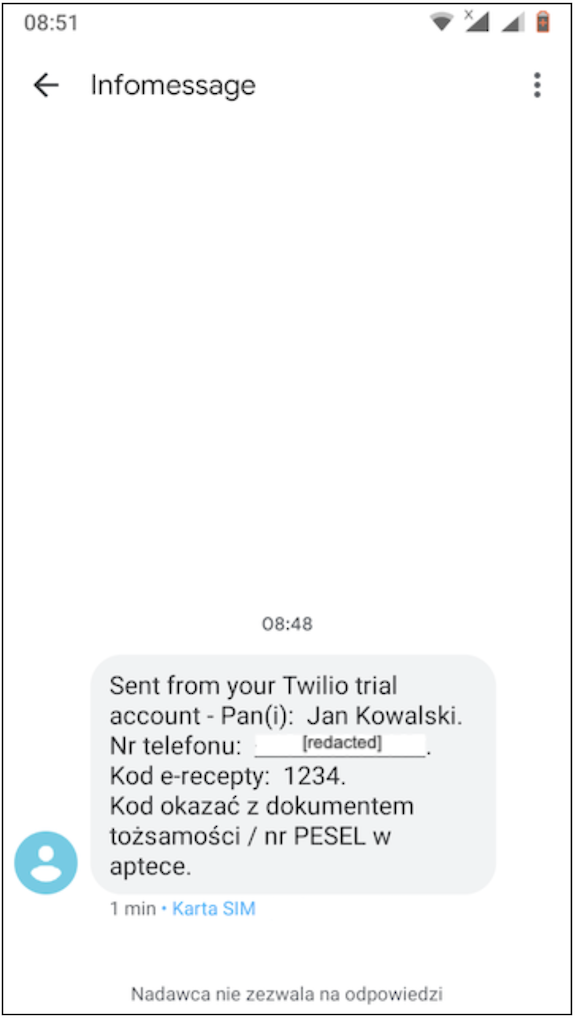 08:51
Infomessage
08:48
Sent from your Twilio trial
account - Pan(i):  Jan Kowalski.
Nr telefonu:  [redacted].
Kod e-recepty:  1234.
Kod okazać z dokumentem
tożsamości / nr PESEL w
aptece.
1 min • Karta SIM
Nadawca nie zezwala na odpowiedzi